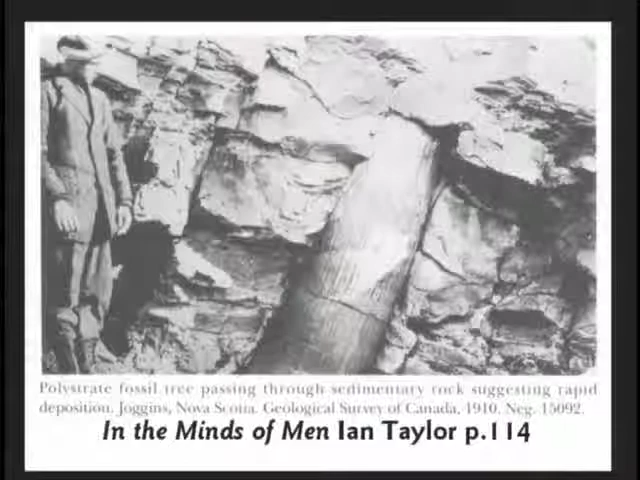 Polystrate fossil tree passing through sedimentary rock suggesting rapid
deposition. Joggins, Nova Scotia. Geological Survey of Canada, 1910. Neg. 15092.
In the Minds of Men Ian Taylor p.114